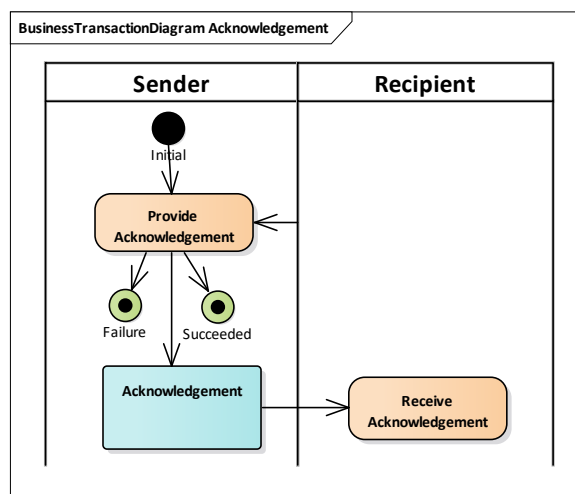 BusinessTransactionDiagram Acknowledgement
Sender
Recipient
Initial
Provide
Acknowledgement
Failure
Succeeded
Acknowledgement
Receive
Acknowledgement